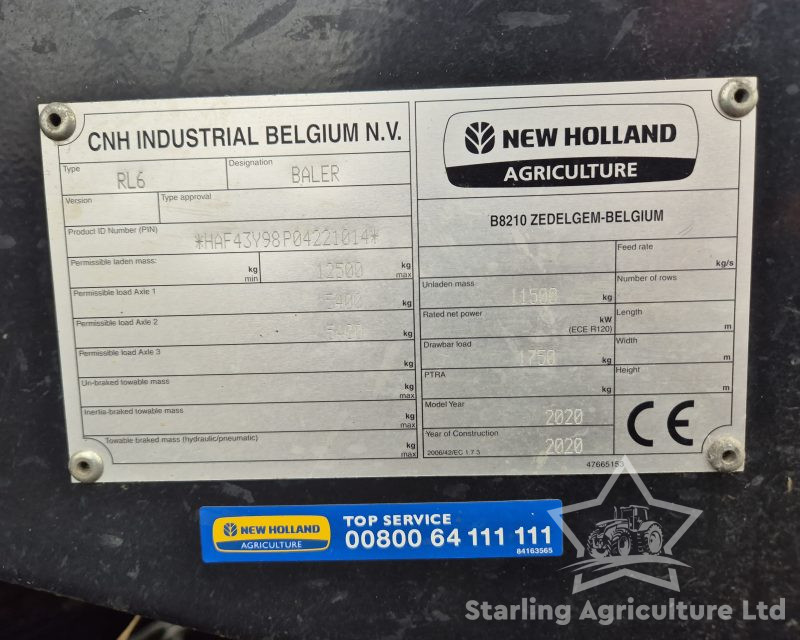 CNH INDUSTRIAL BELGIUM N.V.
Type
RL6
Designation
BALER
Version
Type approval
Product ID Number (PIN)
*HAF43Y98P04221014*
Permissible laden mass:
kg
min
12500
kg
max
Permissible load Axle 1
5400
kg
max
Permissible load Axle 2
5400
kg
max
Permissible load Axle 3
kg
max
Un-braked towable mass
kg
max
Inertia-braked towable mass
kg
max
Towable braked mass (hydraulic/pneumatic)
kg
max
NEW HOLLAND
AGRICULTURE
B8210 ZEDELGEM-BELGIUM
Unladen mass
11500
kg
Rated net power
kW
(ECE R120)
Drawbar load
1750
kg
PTRA
kg
Model Year
2020
Year of Construction
2006/42/EC 1.7.3
2020
Feed rate
kg/s
Number of rows
Length
m
Width
m
Height
m
CE
NEW HOLLAND
AGRICULTURE
TOP SERVICE
00800 64 111 111
84163565
Starling Agriculture Ltd